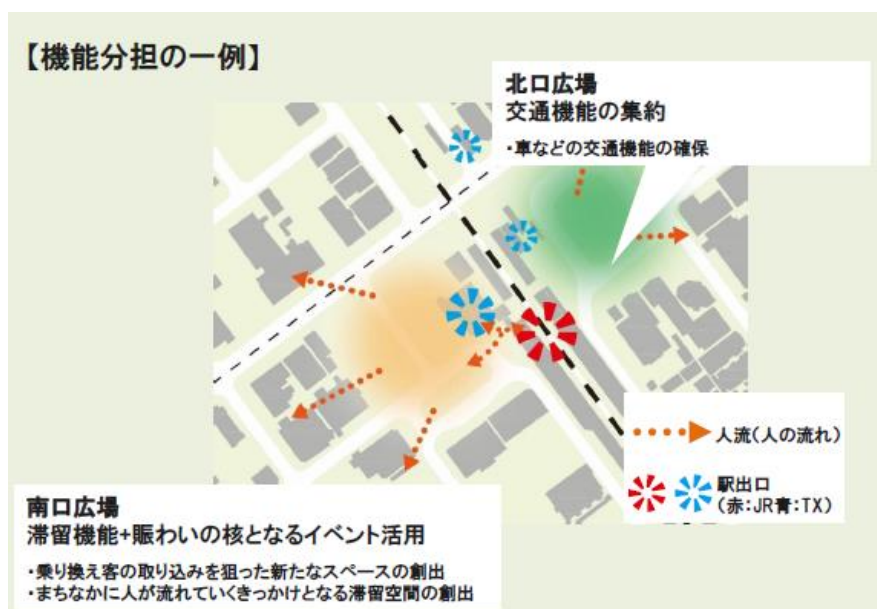 【機能分担の一例】
北口広場
交通機能の集約
・車などの交通機能の確保
人流(人の流れ)
駅出口
(赤:JR青:TX)
南口広場
滞留機能+賑わいの核となるイベント活用
・乗り換え客の取り込みを狙った新たなスペースの創出
・まちなかに人が流れていくきっかけとなる滞留空間の創出